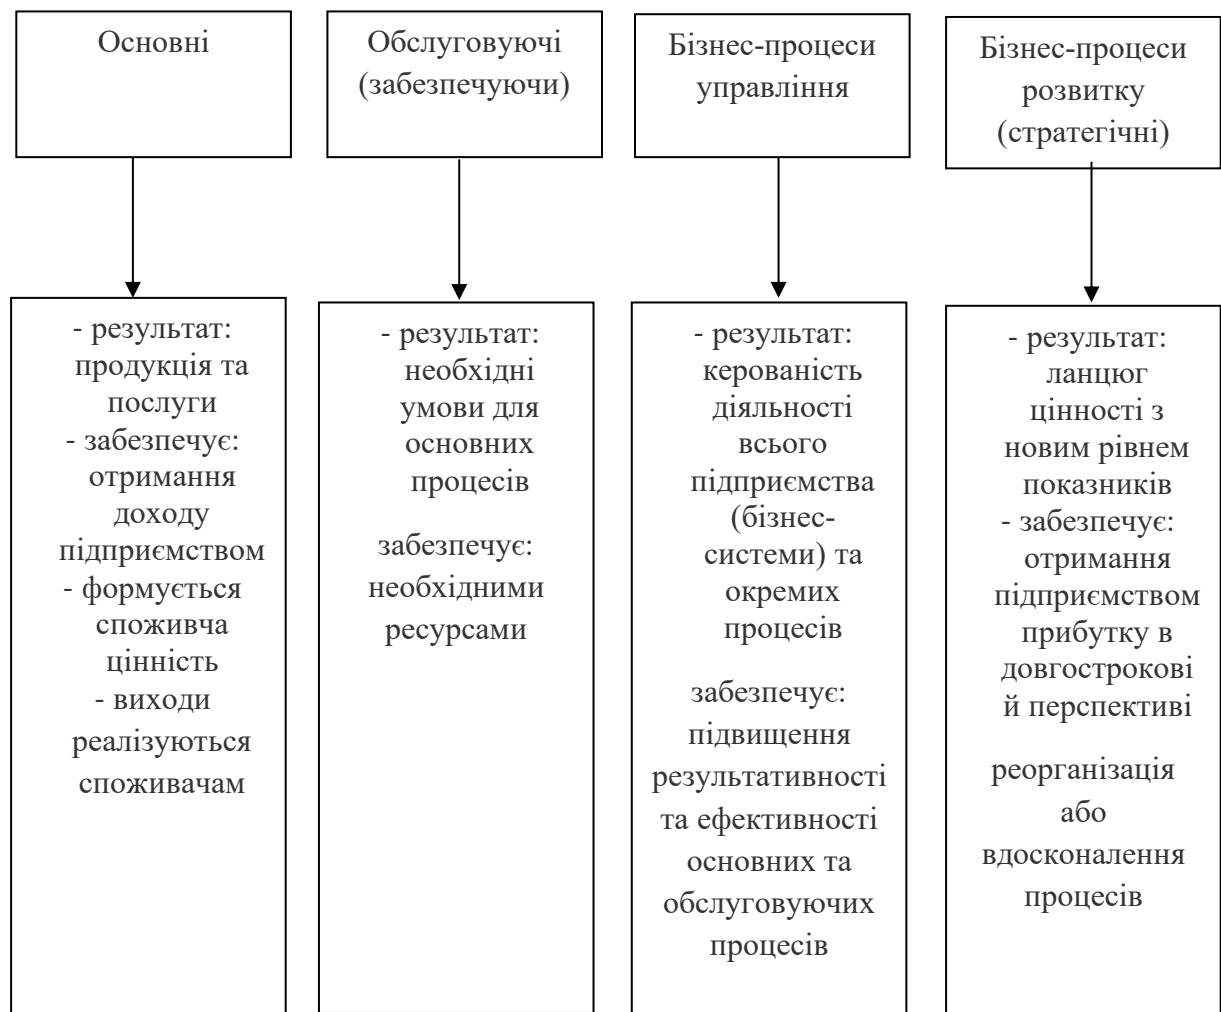 Основні
Обслуговуючі
(забезпечуючи)
Бізнес-процеси
управління
Бізнес-процеси
розвитку
(стратегічні)
- результат:
продукція та
послуги
- забезпечує:
отримання
доходу
підприємством
- формується
споживча
цінність
- виходи
реалізуються
споживачам
- результат:
необхідні
умови для
основних
процесів
забезпечує:
необхідними
ресурсами
- результат:
керованість
діяльності
всього
підприємства
(бізнес-
системи) та
окремих
процесів
забезпечує:
підвищення
результативності
та ефективності
основних та
обслуговуючих
процесів
- результат:
ланцюг
цінності з
новим рівнем
показників
- забезпечує:
отримання
підприємством
прибутку в
довгострокові
й перспективі
реорганізація
або
вдосконалення
процесів